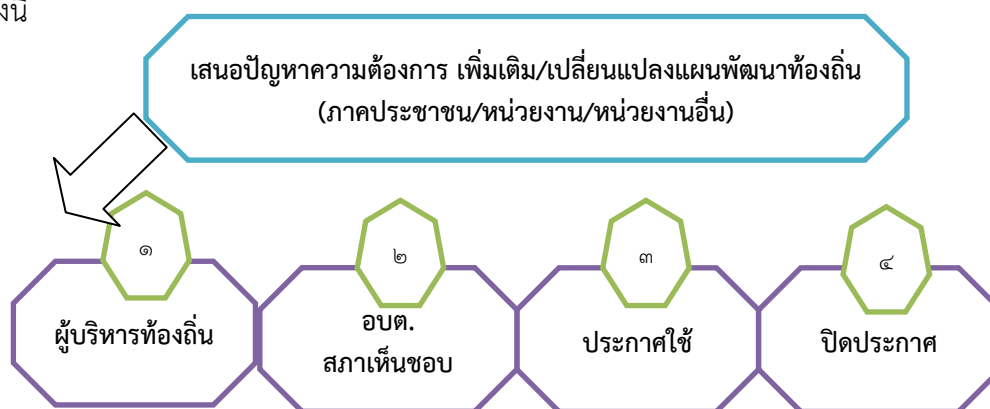 งนี้
เสนอปัญหาความต้องการ เพิ่มเติม/เปลี่ยนแปลงแผนพัฒนาท้องถิ่น
(ภาคประชาชน/หน่วยงาน/หน่วยงานอื่น)
๑
๒
๓
๔
ผู้บริหารท้องถิ่น
อบต.
สภาเห็นชอบ
ประกาศใช้
ปิดประกาศ